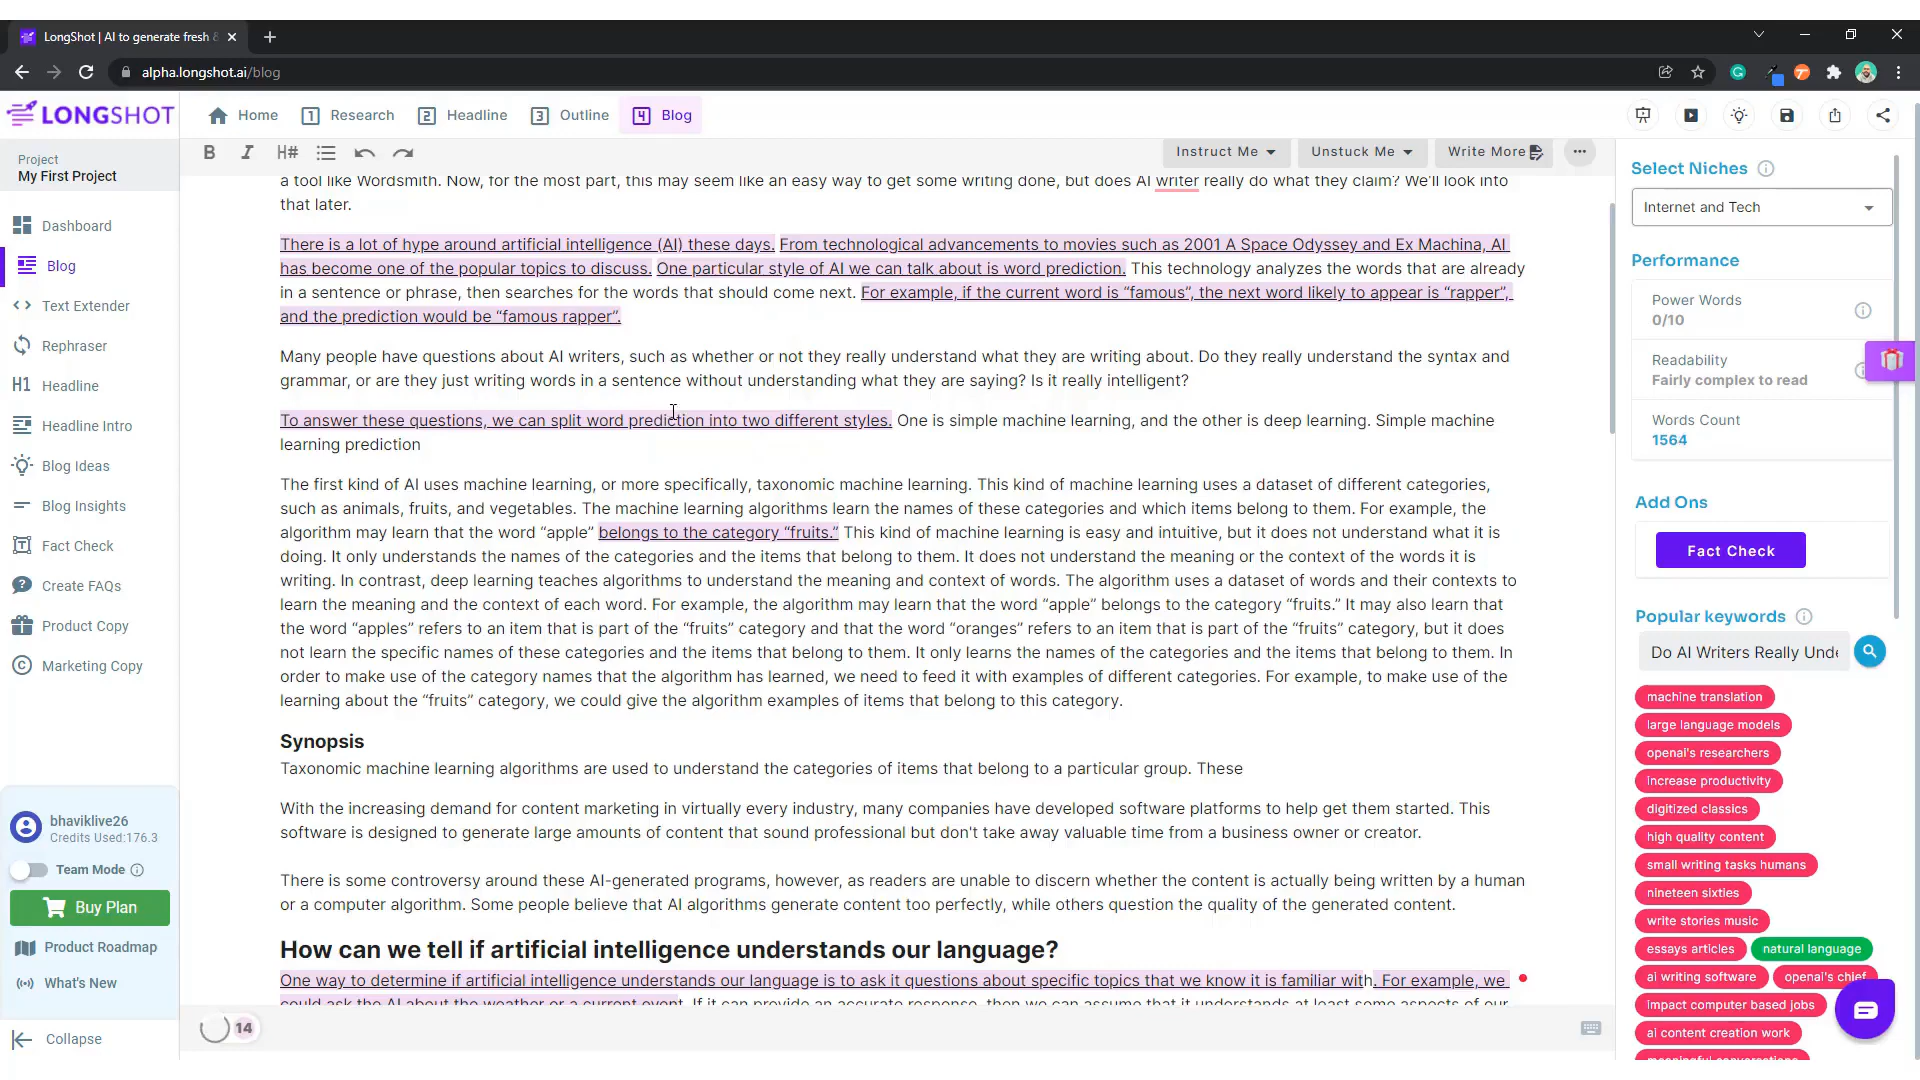 LongShot | AI to generate fresh &
alpha.longshot.ai/blog
LONGSHOT
Home
1 Research
2 Headline
3 Outline
4 Blog
Project
My First Project
B I H#
Instruct Me
Unstuck Me
Write More
Dashboard
Blog
Text Extender
Rephraser
H1 Headline
Headline Intro
Blog Ideas
Blog Insights
Fact Check
Create FAQs
Product Copy
Marketing Copy
bhaviklive26
Credits Used:176.3
Team Mode
Buy Plan
Product Roadmap
What's New
Collapse
a tool like Wordsmith. Now, for the most part, this may seem like an easy way to get some writing done, but does AI writer really do what they claim? We'll look into
that later.
There is a lot of hype around artificial intelligence (AI) these days. From technological advancements to movies such as 2001 A Space Odyssey and Ex Machina, AI
has become one of the popular topics to discuss. One particular style of AI we can talk about is word prediction. This technology analyzes the words that are already
in a sentence or phrase, then searches for the words that should come next. For example, if the current word is “famous”, the next word likely to appear is “rapper”,
and the prediction would be “famous rapper”.
Many people have questions about AI writers, such as whether or not they really understand what they are writing about. Do they really understand the syntax and
grammar, or are they just writing words in a sentence without understanding what they are saying? Is it really intelligent?
To answer these questions, we can split word prediction into two different styles. One is simple machine learning, and the other is deep learning. Simple machine
learning prediction
The first kind of AI uses machine learning, or more specifically, taxonomic machine learning. This kind of machine learning uses a dataset of different categories,
such as animals, fruits, and vegetables. The machine learning algorithms learn the names of these categories and which items belong to them. For example, the
algorithm may learn that the word “apple” belongs to the category “fruits.” This kind of machine learning is easy and intuitive, but it does not understand what it is
doing. It only understands the names of the categories and the items that belong to them. It does not understand the meaning or the context of the words it is
writing. In contrast, deep learning teaches algorithms to understand the meaning and context of words. The algorithm uses a dataset of words and their contexts to
learn the meaning and the context of each word. For example, the algorithm may learn that the word “apple” belongs to the category “fruits.” It may also learn that
the word “apples” refers to an item that is part of the “fruits” category and that the word “oranges” refers to an item that is part of the “fruits” category, but it does
not learn the specific names of these categories and the items that belong to them. It only learns the names of the categories and the items that belong to them. In
order to make use of the category names that the algorithm has learned, we need to feed it with examples of different categories. For example, to make use of the
learning about the “fruits” category, we could give the algorithm examples of items that belong to this category.
Synopsis
Taxonomic machine learning algorithms are used to understand the categories of items that belong to a particular group. These
With the increasing demand for content marketing in virtually every industry, many companies have developed software platforms to help get them started. This
software is designed to generate large amounts of content that sound professional but don't take away valuable time from a business owner or creator.
There is some controversy around these AI-generated programs, however, as readers are unable to discern whether the content is actually being written by a human
or a computer algorithm. Some people believe that AI algorithms generate content too perfectly, while others question the quality of the generated content.
How can we tell if artificial intelligence understands our language?
One way to determine if artificial intelligence understands our language is to ask it questions about specific topics that we know it is familiar with. For example, we
could ask the AI about the weather or a current event. If it can provide an accurate response, then we can assume that it understands at least some aspects of our
14
Select Niches
Internet and Tech
Performance
Power Words
0/10
Readability
Fairly complex to read
Words Count
1564
Add Ons
Fact Check
Popular keywords
Do AI Writers Really Unde
machine translation
large language models
openai's researchers
increase productivity
digitized classics
high quality content
small writing tasks humans
nineteen sixties
write stories music
essays articles
natural language
ai writing software
openai's chief
impact computer based jobs
ai content creation work
meaningful conversations